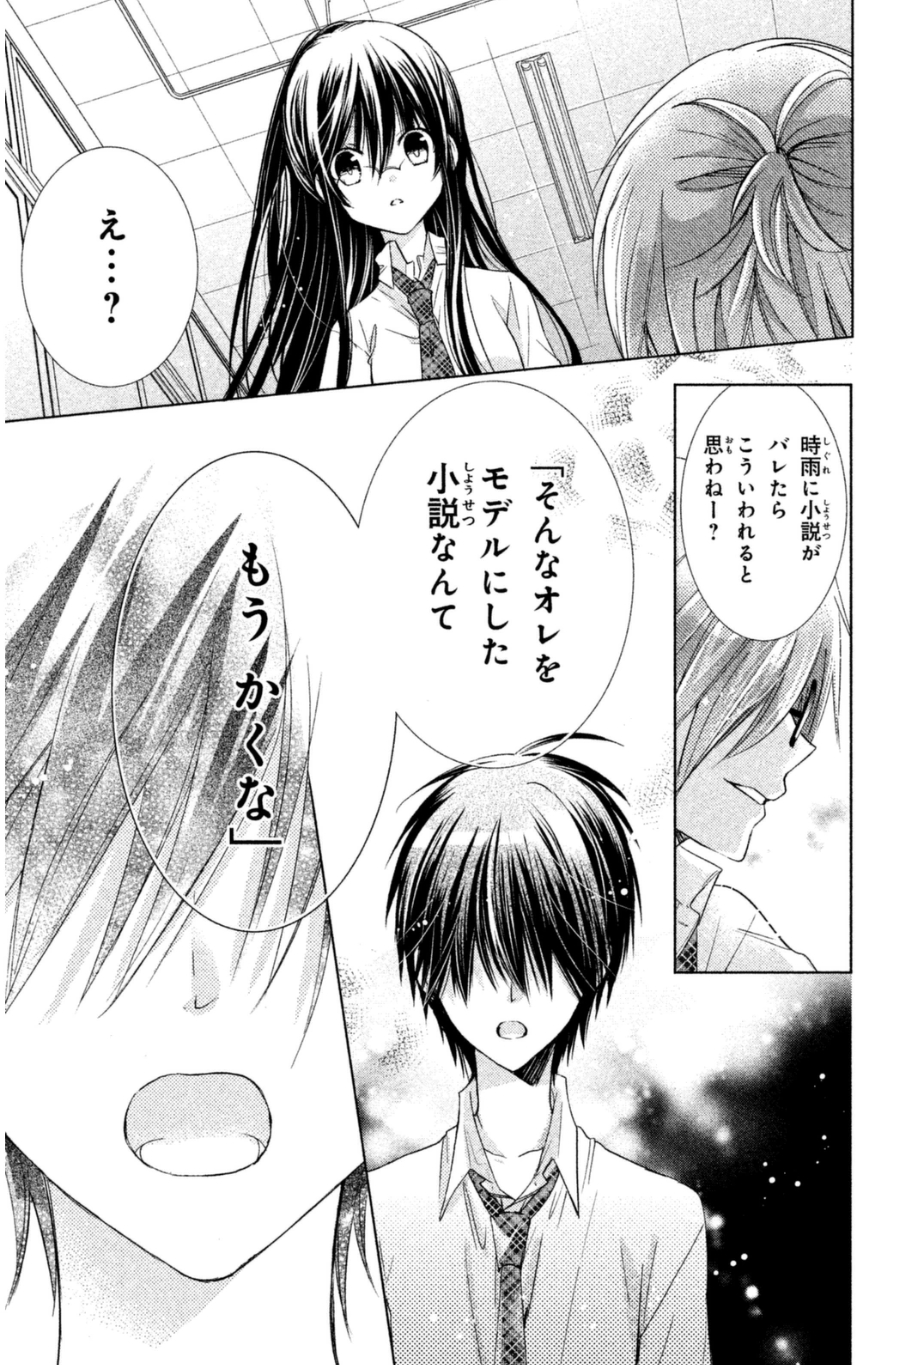 え…？
時雨に小説が
バレたら
こういわれると
思わねー？
「そんなオレを
モデルにした
小説なんて
もうかくな」